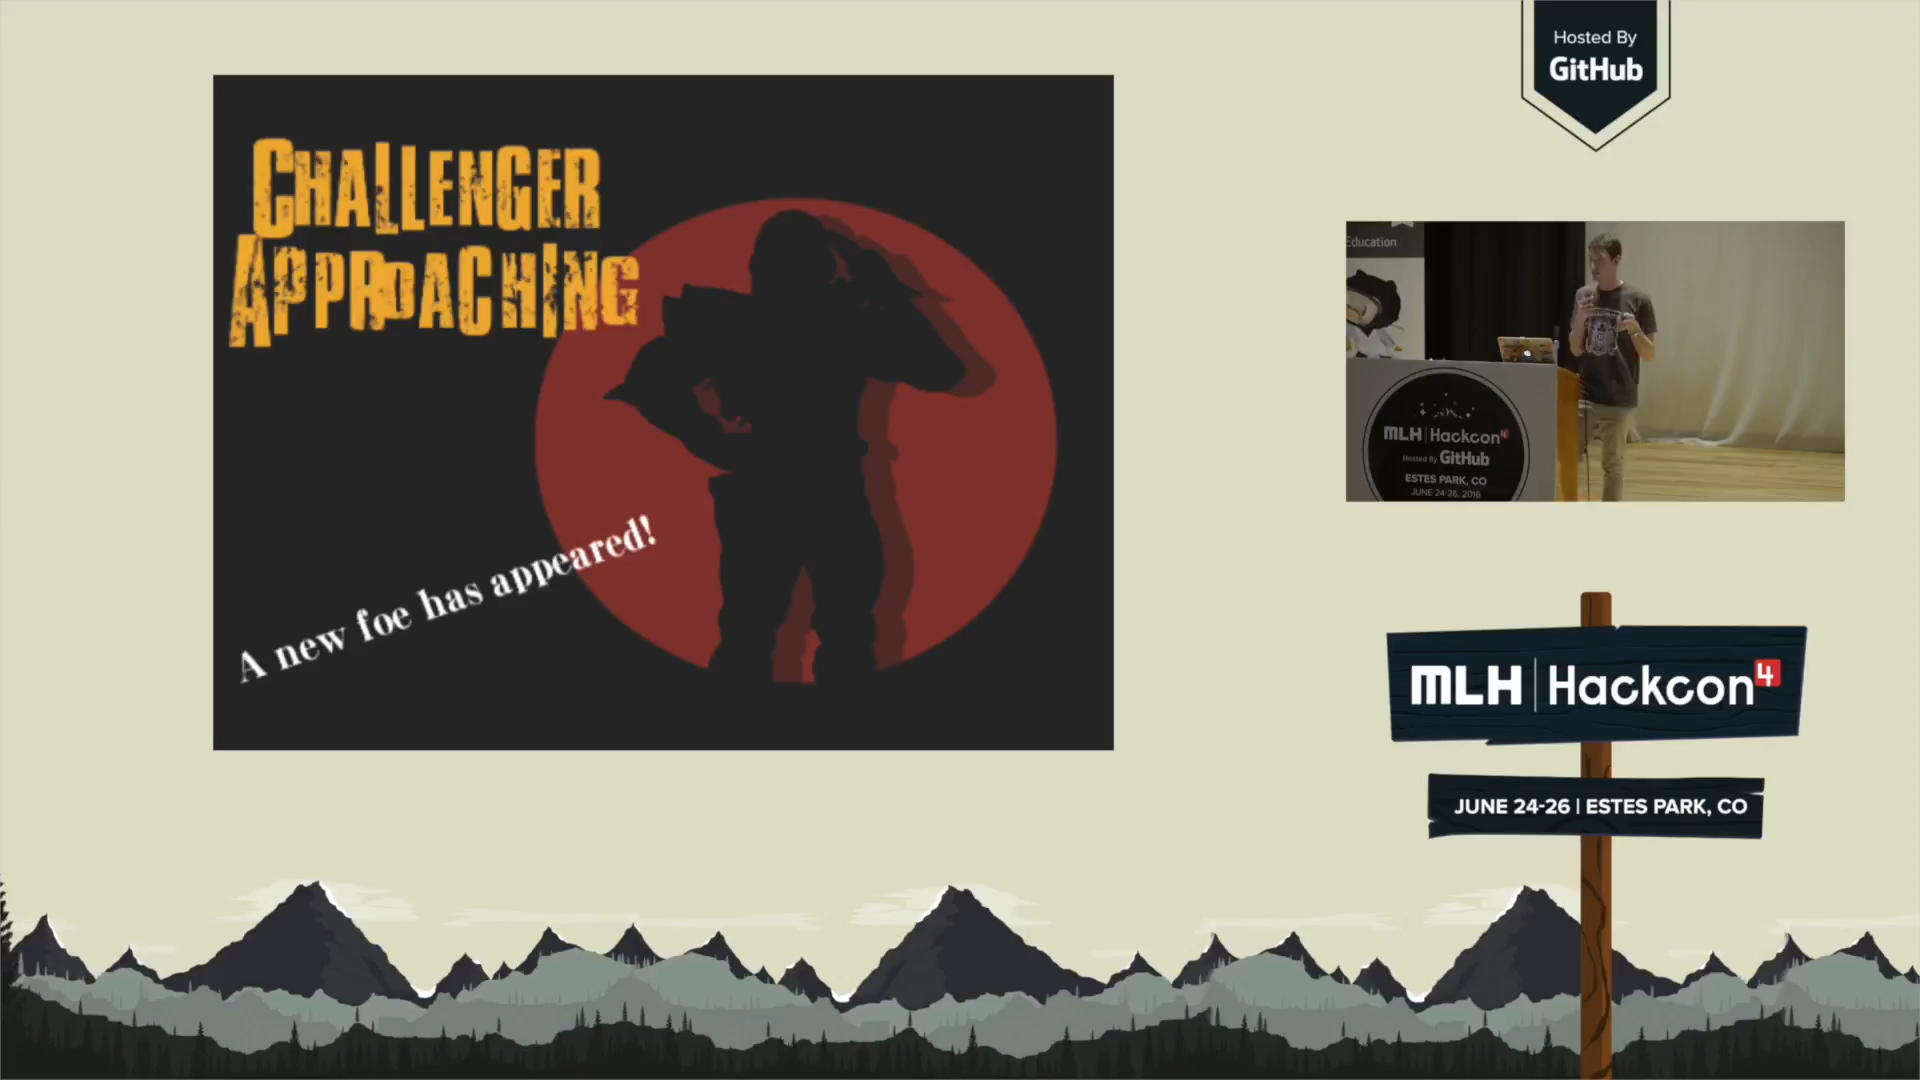 CHALLENGER
APPROACHING
A new foe has appeared!
Hosted By
GitHub
Education
MLH | Hackcon 4
Hosted By GitHub
ESTES PARK, CO
JUNE 24-26, 2016
MLH | Hackcon 4
JUNE 24-26 | ESTES PARK, CO